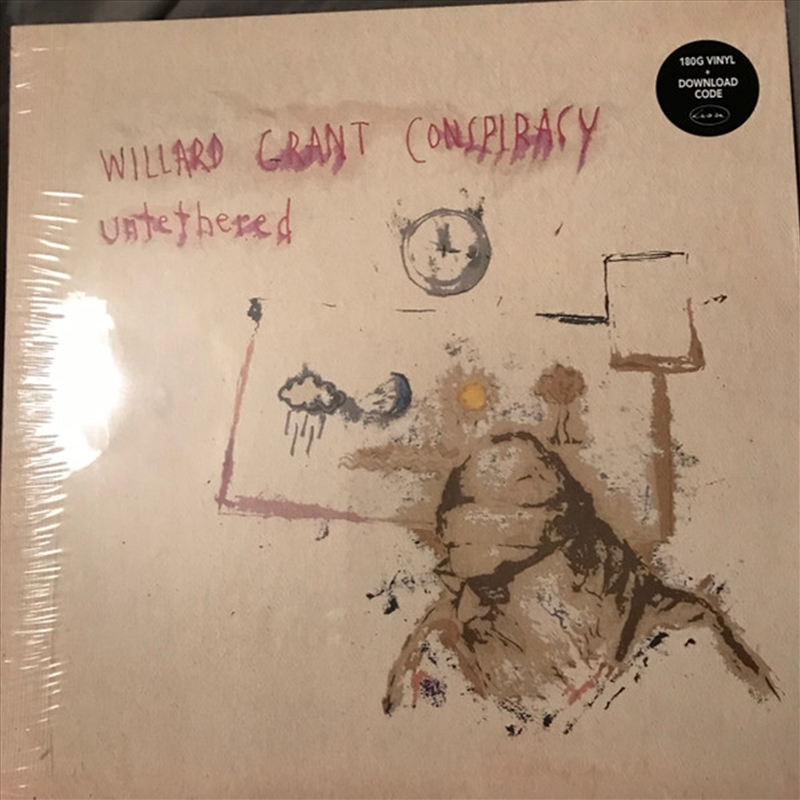 WILLARD GRANT CONSPIRACY
untethered
180G VINYL
+
DOWNLOAD
CODE